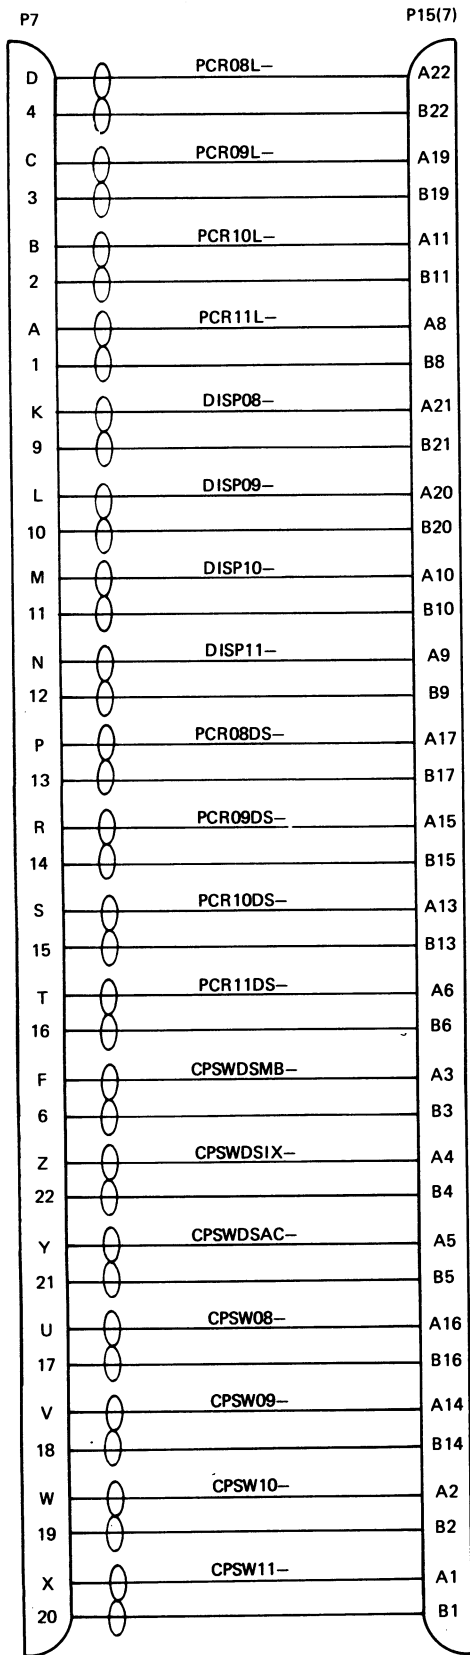 P7 P15(7)
D PCR08L– A22
4 B22
C PCR09L– A19
3 B19
B PCR10L– A11
2 B11
A PCR11L– A8
1 B8
K DISP08– A21
9 B21
L DISP09– A20
10 B20
M DISP10– A10
11 B10
N DISP11– A9
12 B9
P PCR08DS– A17
13 B17
R PCR09DS– A15
14 B15
S PCR10DS– A13
15 B13
T PCR11DS– A6
16 B6
F CPSWDSMB– A3
6 B3
Z CPSWDSIX– A4
22 B4
Y CPSWDSAC– A5
21 B5
U CPSW08– A16
17 B16
V CPSW09– A14
18 B14
W CPSW10– A2
19 B2
X CPSW11– A1
20 B1